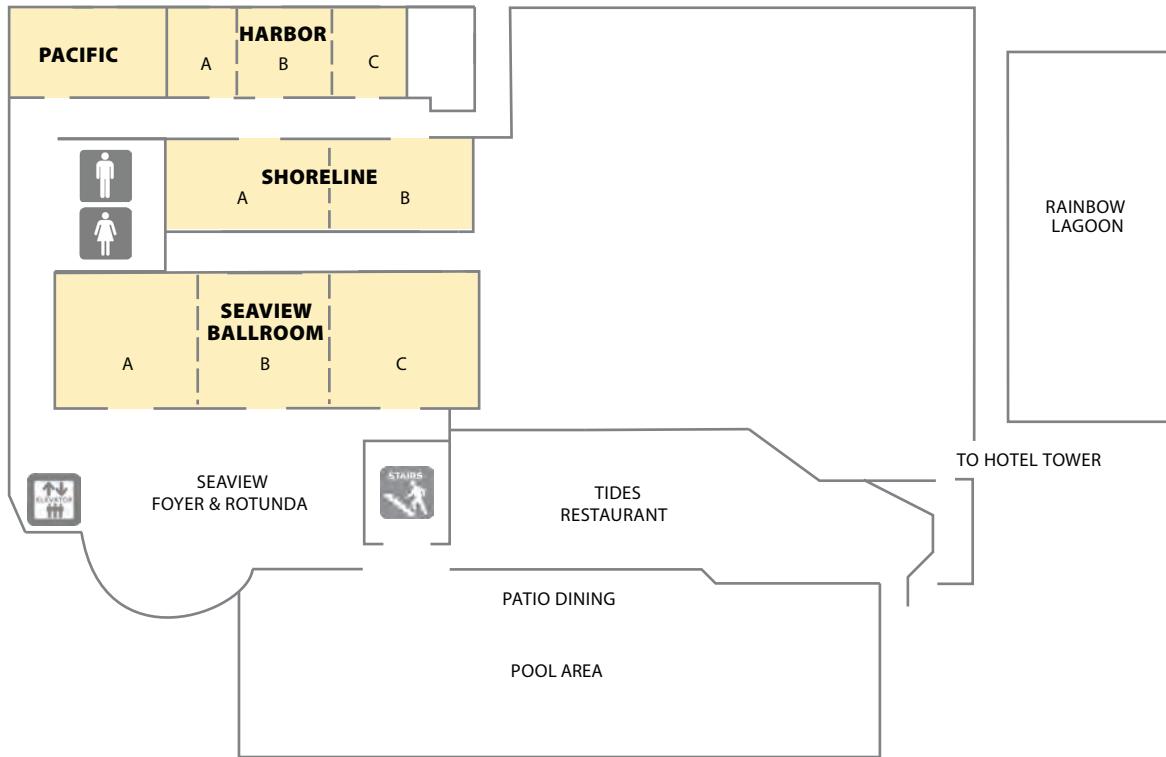 PACIFIC
HARBOR
A
B
C
SHORELINE
A
B
RAINBOW
LAGOON
SEAVIEW
BALLROOM
A
B
C
TO HOTEL TOWER
ELEVATOR
SEAVIEW
FOYER & ROTUNDA
STAIRS
TIDES
RESTAURANT
PATIO DINING
POOL AREA